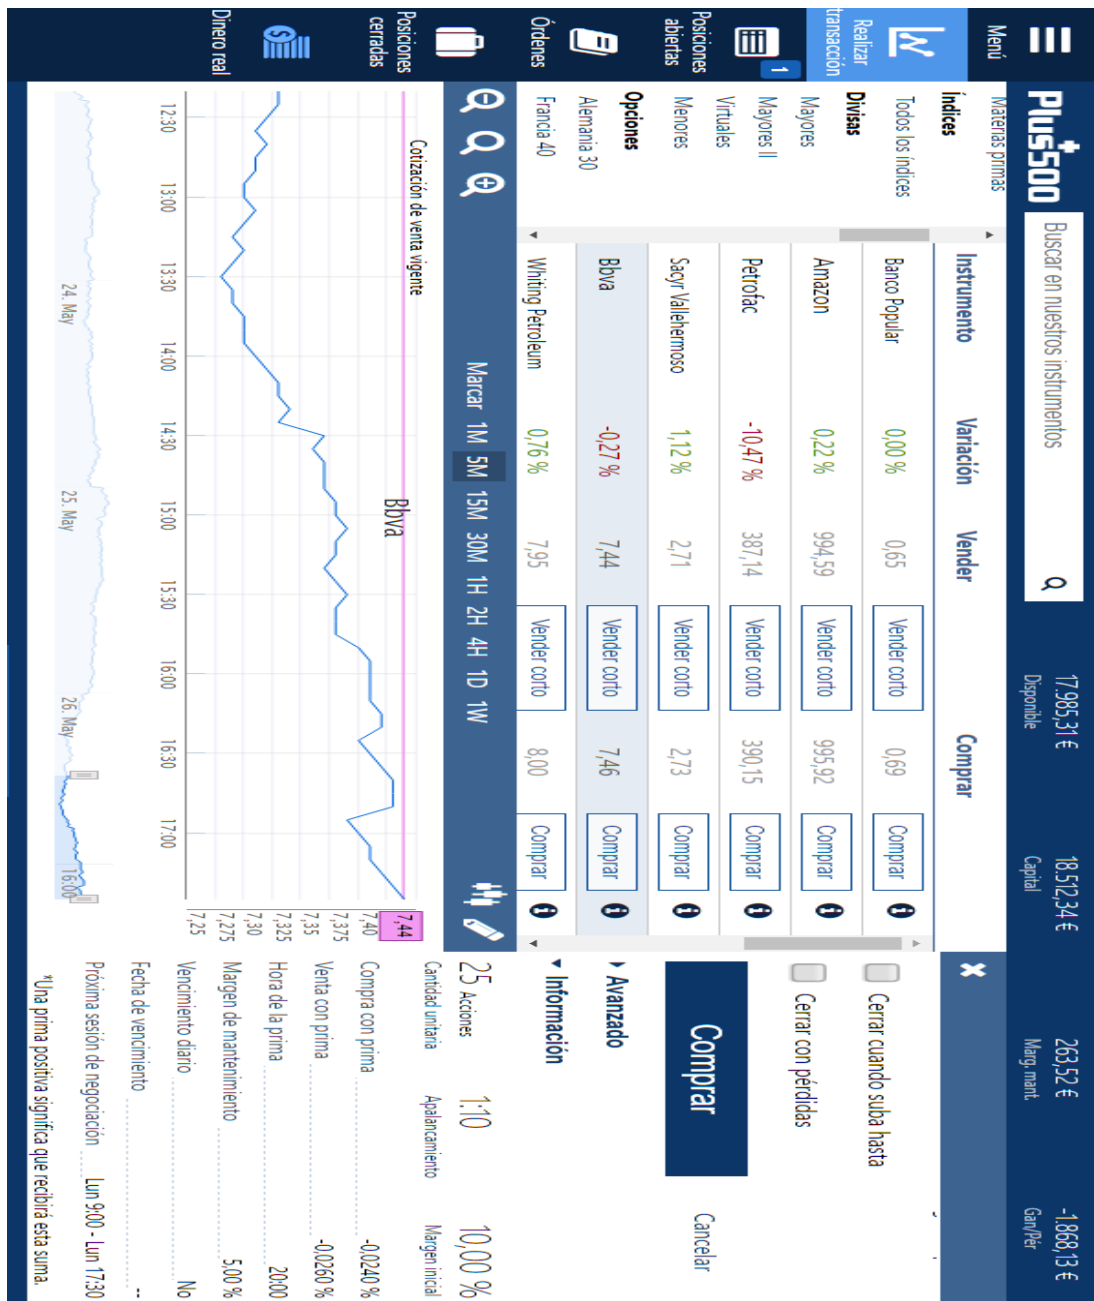 Menú
Realizar transacción
1
Posiciones abiertas
Órdenes
Posiciones cerradas
Dinero real
Plus500
Buscar en nuestros instrumentos
17.985,31 €
Disponible
18.512,34 €
Capital
263,52 €
Marg. mant.
-1.868,13 €
Gan/Pér
Materias primas
Índices
Todos los índices
Divisas
Mayores
Mayores II
Virtuales
Menores
Opciones
Alemania 30
Francia 40
Instrumento Variación Vender Comprar
Banco Popular 0,00 % 0,65 Vender corto 0,69 Comprar
Amazon 0,22 % 994,59 Vender corto 995,92 Comprar
Petrofac -10,47 % 387,14 Vender corto 390,15 Comprar
Sacyr Vallehermoso 1,12 % 2,71 Vender corto 2,73 Comprar
Bbva -0,27 % 7,44 Vender corto 7,46 Comprar
Whiting Petroleum 0,76 % 7,95 Vender corto 8,00 Comprar
Marcar 1M 5M 15M 30M 1H 2H 4H 1D 1W
Cotización de venta vigente
Bbva
7,44
7,40
7,375
7,35
7,325
7,30
7,275
7,25
12:30 13:00 13:30 14:00 14:30 15:00 15:30 16:00 16:30 17:00
24. May 25. May 26. May 16:00
Cerrar cuando suba hasta
Cerrar con pérdidas
Comprar Cancelar
Avanzado
Información
25 Acciones 1:10 10,00 %
Cantidad unitaria Apalancamiento Margen inicial
Compra con prima -0,0240 %
Venta con prima -0,0260 %
Hora de la prima 20:00
Margen de mantenimiento 5,00 %
Vencimiento diario No
Fecha de vencimiento --
Próxima sesión de negociación Lun 9:00 - Lun 17:30
*Una prima positiva significa que recibirá esta suma.